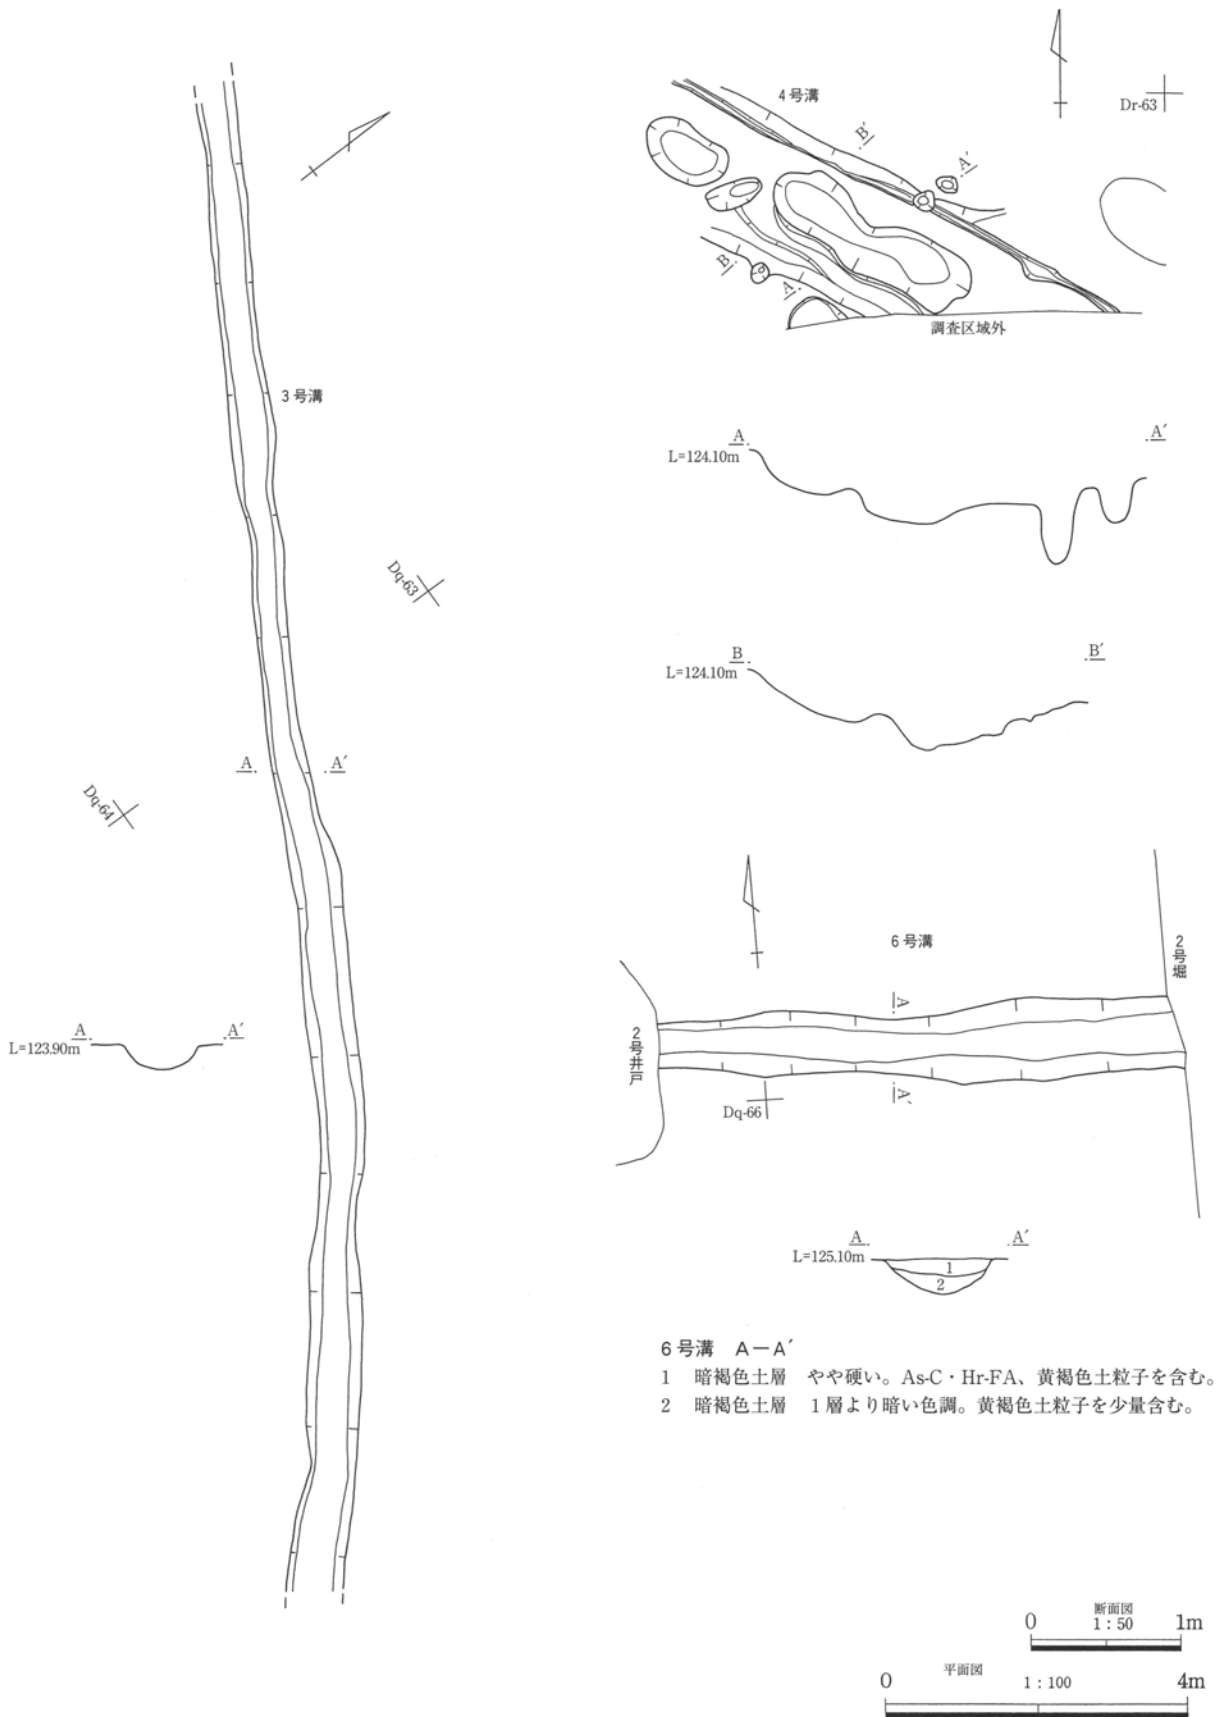 3号溝
Dq-63
A
A′
Dq-64
A
A′
L=123.90m
4号溝
Dr-63
B′
A′
B
A
調査区域外
A
A′
L=124.10m
B
B′
L=124.10m
6号溝
2号堀
A
2号井戸
A′
Dq-66
A
A′
L=125.10m
1
2
6号溝 A-A′
1 暗褐色土層 やや硬い。As-C・Hr-FA、黄褐色土粒子を含む。
2 暗褐色土層 1層より暗い色調。黄褐色土粒子を少量含む。
断面図
0 1:50 1m
平面図
0 1:100 4m